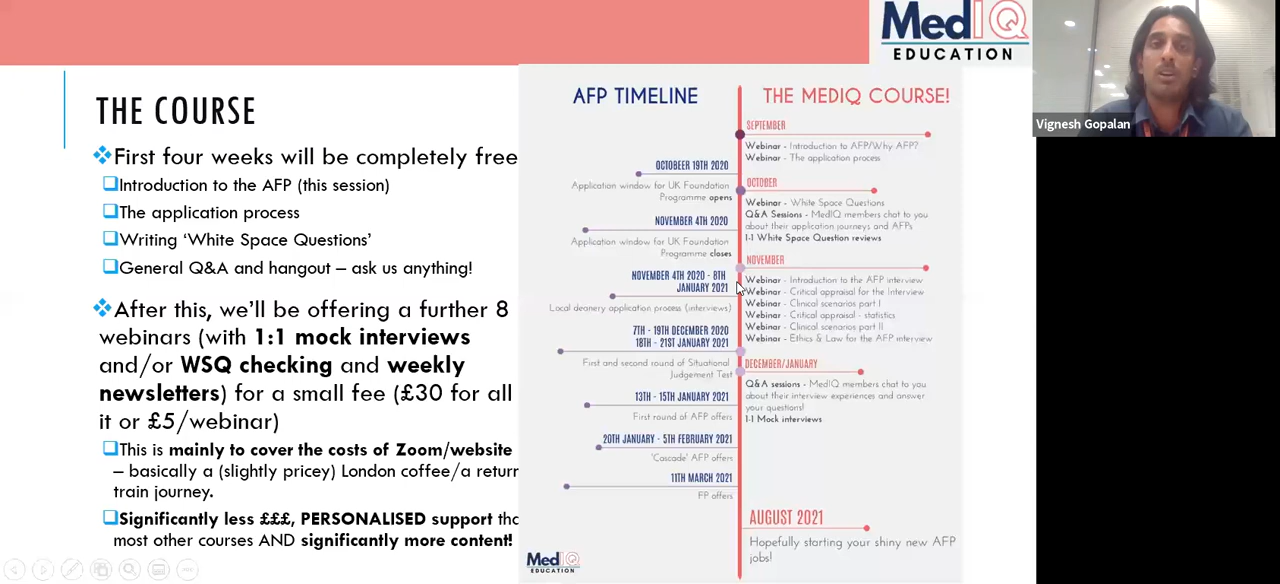 MedIQ
EDUCATION
Vignesh Gopalan
THE COURSE
First four weeks will be completely free
Introduction to the AFP (this session)
The application process
Writing ‘White Space Questions’
General Q&A and hangout – ask us anything!
After this, we’ll be offering a further 8
webinars (with 1:1 mock interviews
and/or WSQ checking and weekly
newsletters) for a small fee (£30 for all
it or £5/webinar)
This is mainly to cover the costs of Zoom/website
– basically a (slightly pricey) London coffee/a return
train journey.
Significantly less £££, PERSONALISED support tha
most other courses AND significantly more content!
AFP TIMELINE
OCTOBEER 19TH 2020
Application window for UK Foundation
Programme opens
NOVEMBER 4TH 2020
Application window for UK Foundation
Programme closes
NOVEMBER 4TH 2020 - 8TH
JANUARY 2021
Local deanery application process (interviews)
7TH - 19TH DECEMBER 2020
18TH - 21ST JANUARY 2021
First and second round of Situational
Judgement Test
13TH - 15TH JANUARY 2021
First round of AFP offers
20TH JANUARY - 5TH FEBRUARY 2021
'Cascade' AFP offers
11TH MARCH 2021
FP offers
THE MEDIQ COURSE!
SEPTEMBER
Webinar - Introduction to AFP/Why AFP?
Webinar - The application process
OCTOBER
Webinar - White Space Questions
Q&A Sessions - MedIQ members chat to you
about their application journeys and AFPs
1-1 White Space Question reviews
NOVEMBER
Webinar - Introduction to the AFP interview
Webinar - Critical appraisal for the Interview
Webinar - Clinical scenarios part I
Webinar - Critical appraisal - statistics
Webinar - Clinical scenarios part II
Webinar - Ethics & Law for the AFP interview
DECEMBER/JANUARY
Q&A sessions - MedIQ members chat to you
about their interview experiences and answer
your questions!
1-1 Mock interviews
AUGUST 2021
Hopefully starting your shiny new AFP
jobs!
MedIQ
EDUCATION